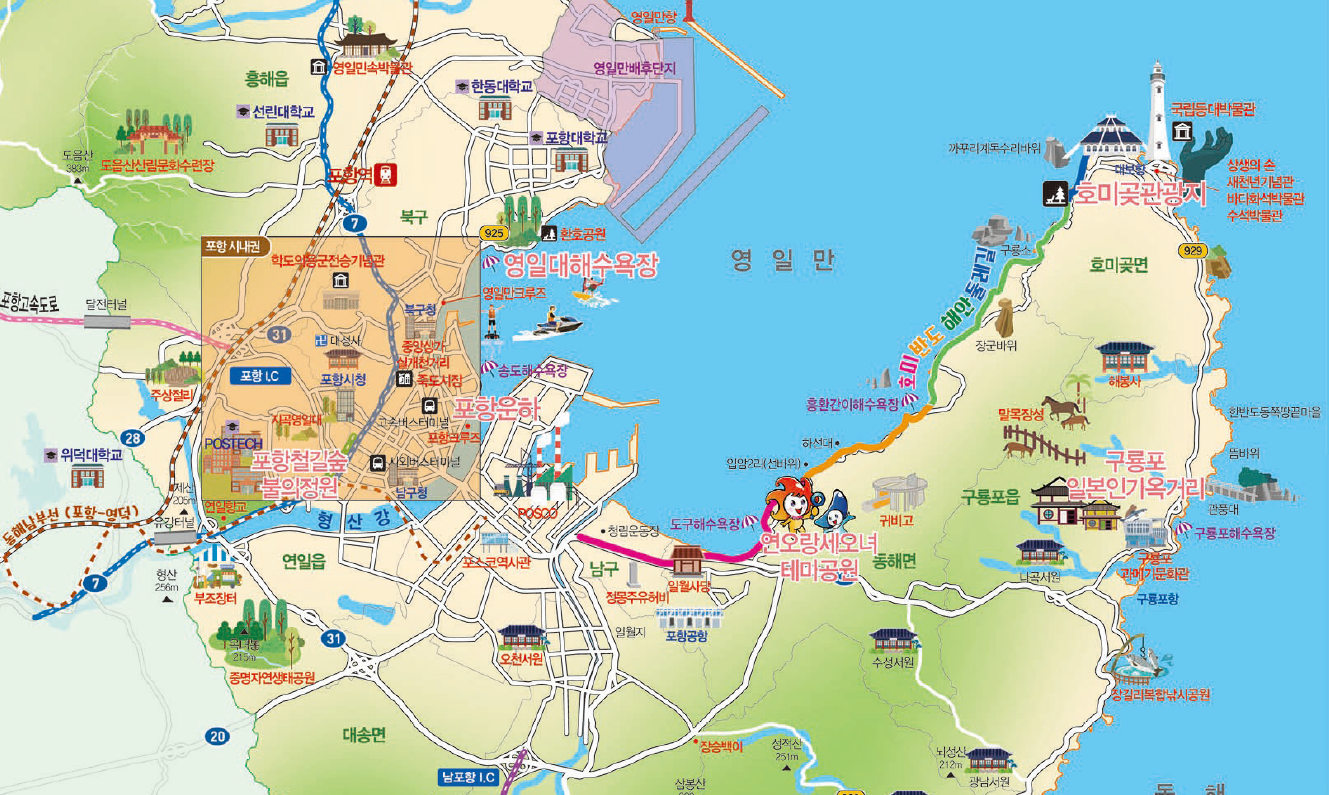 영일만항
영일민속박물관
흥해읍
영일만배후단지
한동대학교
선린대학교
국립등대박물관
포항대학교
까꾸리계독수리바위
도음산
383m
도음산산림문화수련장
대보항
상생의 손
새천년기념관
바다화석박물관
수석박물관
포항역
호미곶관광지
북구
7
925
환호공원
포항 시내권
구룡소
929
학도의용군전승기념관
영일대해수욕장
영일만
호미곶면
영일만크루즈
포항고속도로
달전터널
북구청
31
대성사
중앙상가
실개천거리
장군바위
호미반도 해안둘레길
송도해수욕장
포항 I.C
포항시청
죽도시장
해봉사
주상절리
흥환간이해수욕장
포항운하
말목장성
한반도동쪽땅끝마을
지곡영일대
고속버스터미널
포항크루즈
28
POSTECH
하선대
위덕대학교
포항철길숲
불의정원
시외버스터미널
입암2리(선바위)
구룡포
일본인가옥거리
뜸바위
205m
남구청
구룡포읍
관풍대
연일향교
POSCO
귀비고
동해남부선 (포항~영덕)
형산강
유강터널
도구해수욕장
청림운동장
구룡포해수욕장
연오랑세오녀
테마공원
연일읍
포스코역사관
남구
동해면
나곡서원
구룡포
과메기문화관
형산
256m
7
일월사당
부조장터
정몽주유허비
구룡포항
일월지
포항공항
31
215m
오천서원
수성서원
중명자연생태공원
장길리복합낚시공원
20
대송면
장승백이
성적산
251m
뇌성산
212m
남포항 I.C
삼봉산
광남서원
동해